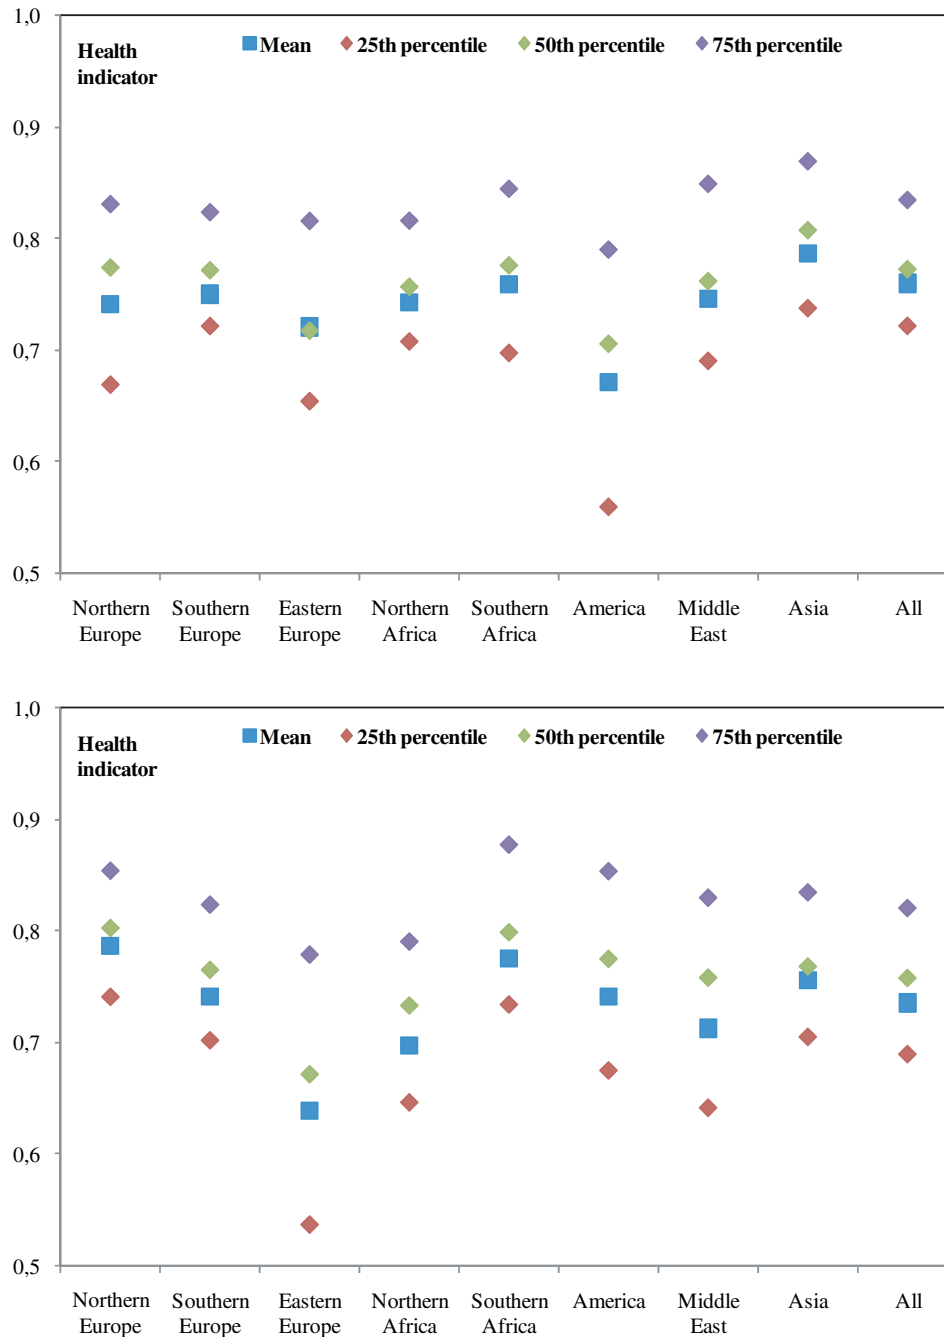 1,0
Health
indicator
Mean 25th percentile 50th percentile 75th percentile
0,9
0,8
0,7
0,6
0,5
Northern Southern Eastern Northern Southern America Middle Asia All
Europe Europe Europe Africa Africa East
1,0
Health
indicator
Mean 25th percentile 50th percentile 75th percentile
0,9
0,8
0,7
0,6
0,5
Northern Southern Eastern Northern Southern America Middle Asia All
Europe Europe Europe Africa Africa East